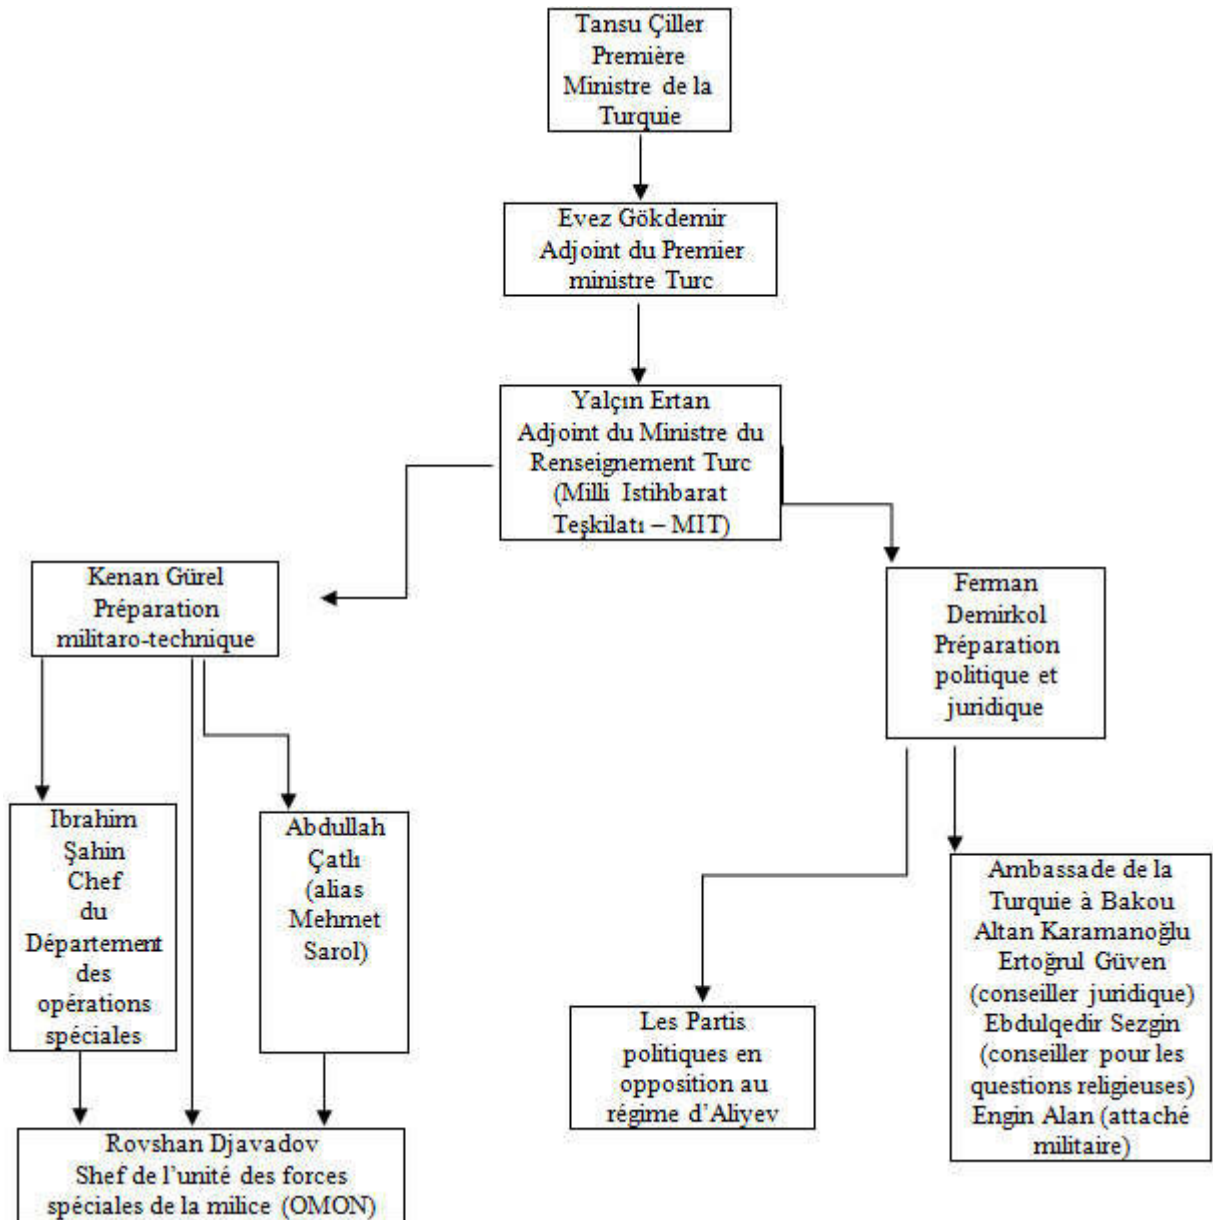 Tansu Çiller
Première
Ministre de la
Turquie
Evez Gökdemir
Adjoint du Premier
ministre Turc
Yalçın Ertan
Adjoint du Ministre du
Renseignement Turc
(Milli Istihbarat
Teşkilatı – MIT)
Kenan Gürel
Préparation
militaro-technique
Ferman
Demirkol
Préparation
politique et
juridique
Ibrahim
Şahin
Chef
du
Département
des
opérations
spéciales
Abdullah
Çatlı
(alias
Mehmet
Sarol)
Ambassade de la
Turquie à Bakou
Altan Karamanoğlu
Ertoğrul Güven
(conseiller juridique)
Ebdulqedir Sezgin
(conseiller pour les
questions religieuses)
Engin Alan (attaché
militaire)
Les Partis
politiques en
opposition au
régime d’Aliyev
Rovshan Djavadov
Shef de l’unité des forces
spéciales de la milice (OMON)